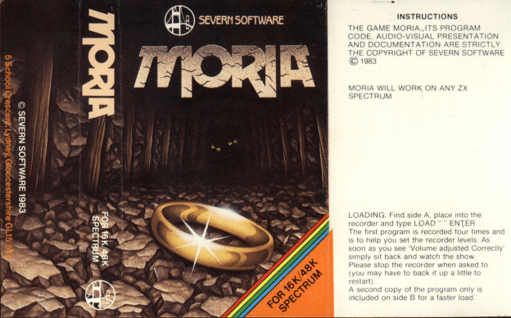 5 School Crescent, Lydney, Gloucestershire GL15
© SEVERN SOFTWARE 1983
MORIA
FOR 16K/48K
SPECTRUM
SEVERN SOFTWARE
MORIA
FOR 16K/48K
SPECTRUM
INSTRUCTIONS
THE GAME MORIA, ITS PROGRAM
CODE. AUDIO-VISUAL PRESENTATION
AND DOCUMENTATION ARE STRICTLY
THE COPYRIGHT OF SEVERN SOFTWARE
© 1983
MORIA WILL WORK ON ANY ZX
SPECTRUM
LOADING: Find side A, place into the
recorder and type LOAD " " ENTER
The first program is recorded four times and
is to help you set the recorder levels. As
soon as you see 'Volume adjusted Correctly'
simply sit back and watch the show.
Please stop the recorder when asked to
(you may have to back it up a little to
restart).
A second copy of the program only is
included on side B for a faster load.